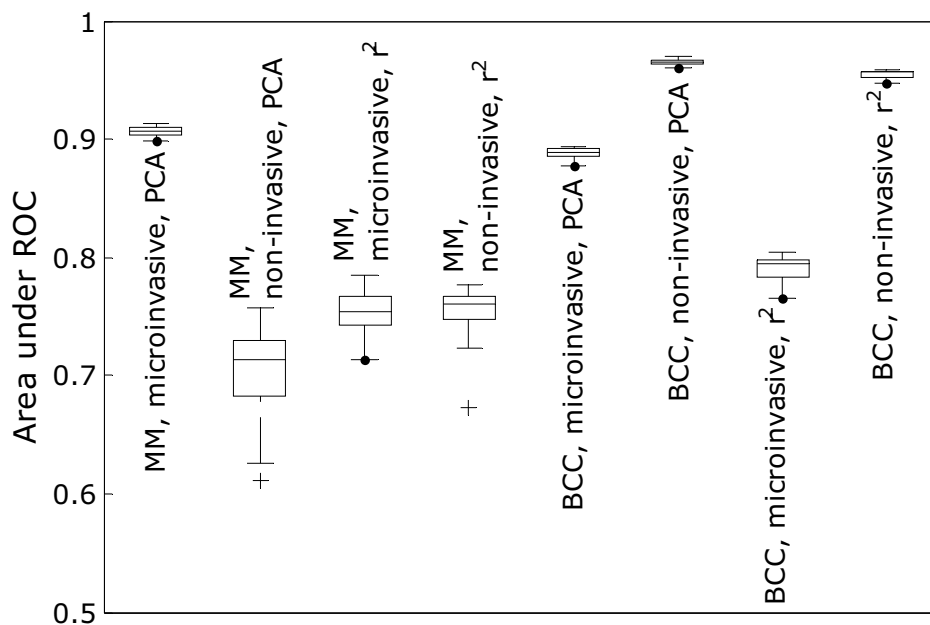 1
0.9
0.8
0.7
0.6
0.5
Area under ROC
MM, microinvasive, PCA
MM,
non-invasive, PCA
MM,
microinvasive, r²
MM,
non-invasive, r²
BCC, microinvasive, PCA
BCC, non-invasive, PCA
BCC, microinvasive, r²
BCC, non-invasive, r²